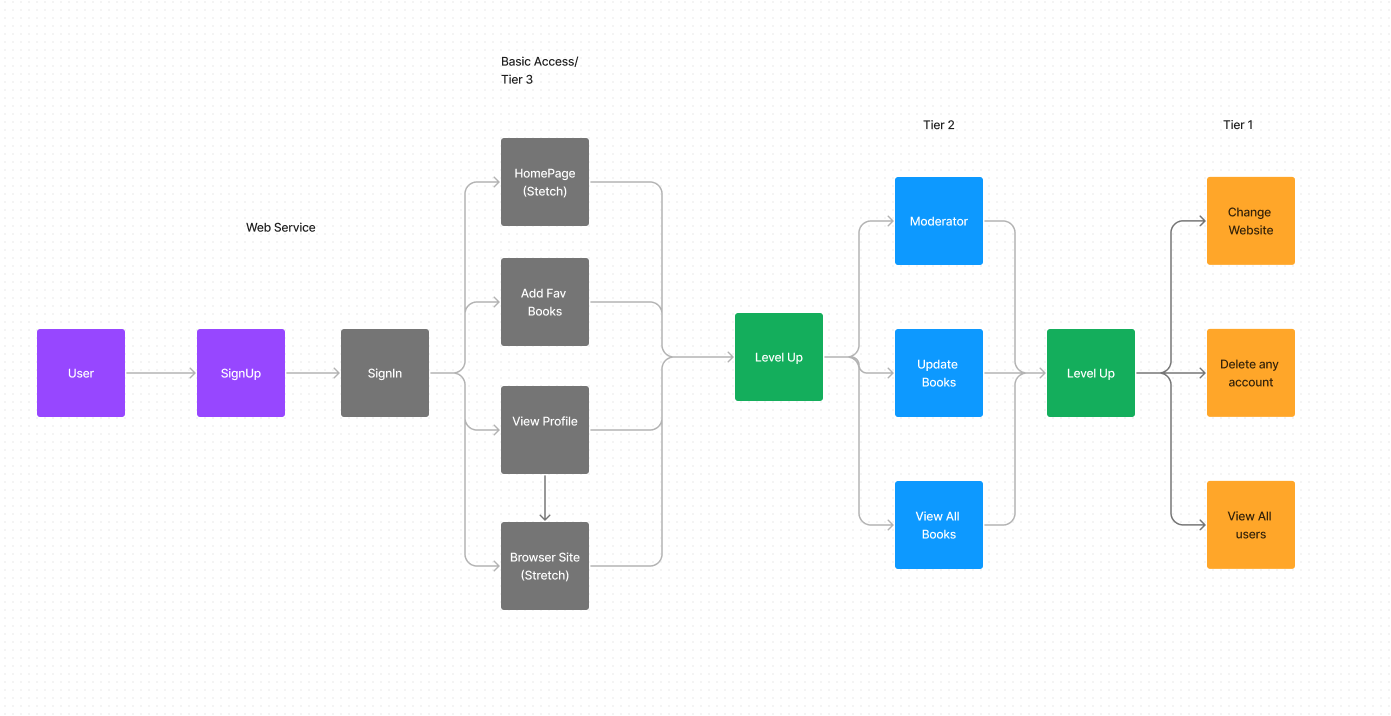 Basic Access/
Tier 3
Tier 2
Tier 1
Web Service
User
SignUp
SignIn
HomePage
(Stetch)
Add Fav
Books
View Profile
Browser Site
(Stretch)
Level Up
Moderator
Update
Books
View All
Books
Level Up
Change
Website
Delete any
account
View All
users